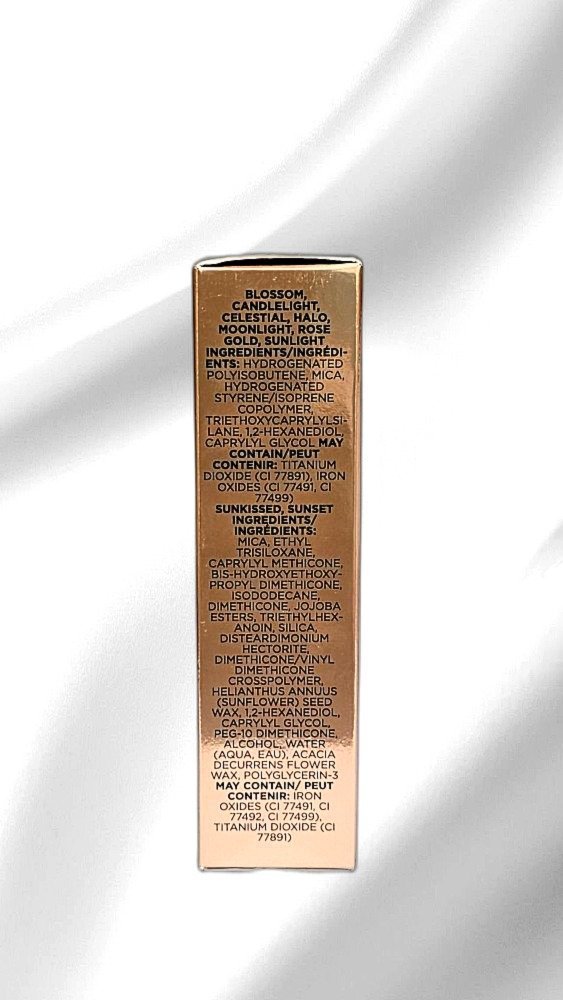 BLOSSOM,
CANDLELIGHT,
CELESTIAL, HALO,
MOONLIGHT, ROSE
GOLD, SUNLIGHT
INGREDIENTS/INGRÉDI-
ENTS: HYDROGENATED
POLYISOBUTENE, MICA,
HYDROGENATED
STYRENE/ISOPRENE
COPOLYMER,
TRIETHOXYCAPRYLYLSI-
LANE, 1,2-HEXANEDIOL,
CAPRYLYL GLYCOL MAY
CONTAIN/PEUT
CONTENIR: TITANIUM
DIOXIDE (CI 77891), IRON
OXIDES (CI 77491, CI
77499)
SUNKISSED, SUNSET
INGREDIENTS/
INGRÉDIENTS:
MICA, ETHYL
TRISILOXANE,
CAPRYLYL METHICONE,
BIS-HYDROXYETHOXY-
PROPYL DIMETHICONE,
ISODODECANE,
DIMETHICONE, JOJOBA
ESTERS, TRIETHYLHEX-
ANOIN, SILICA,
DISTEARDIMONIUM
HECTORITE,
DIMETHICONE/VINYL
DIMETHICONE
CROSSPOLYMER,
HELIANTHUS ANNUUS
(SUNFLOWER) SEED
WAX, 1,2-HEXANEDIOL,
CAPRYLYL GLYCOL,
PEG-10 DIMETHICONE,
ALCOHOL, WATER
(AQUA, EAU), ACACIA
DECURRENS FLOWER
WAX, POLYGLYCERIN-3
MAY CONTAIN/ PEUT
CONTENIR: IRON
OXIDES (CI 77491, CI
77492, CI 77499),
TITANIUM DIOXIDE (CI
77891)